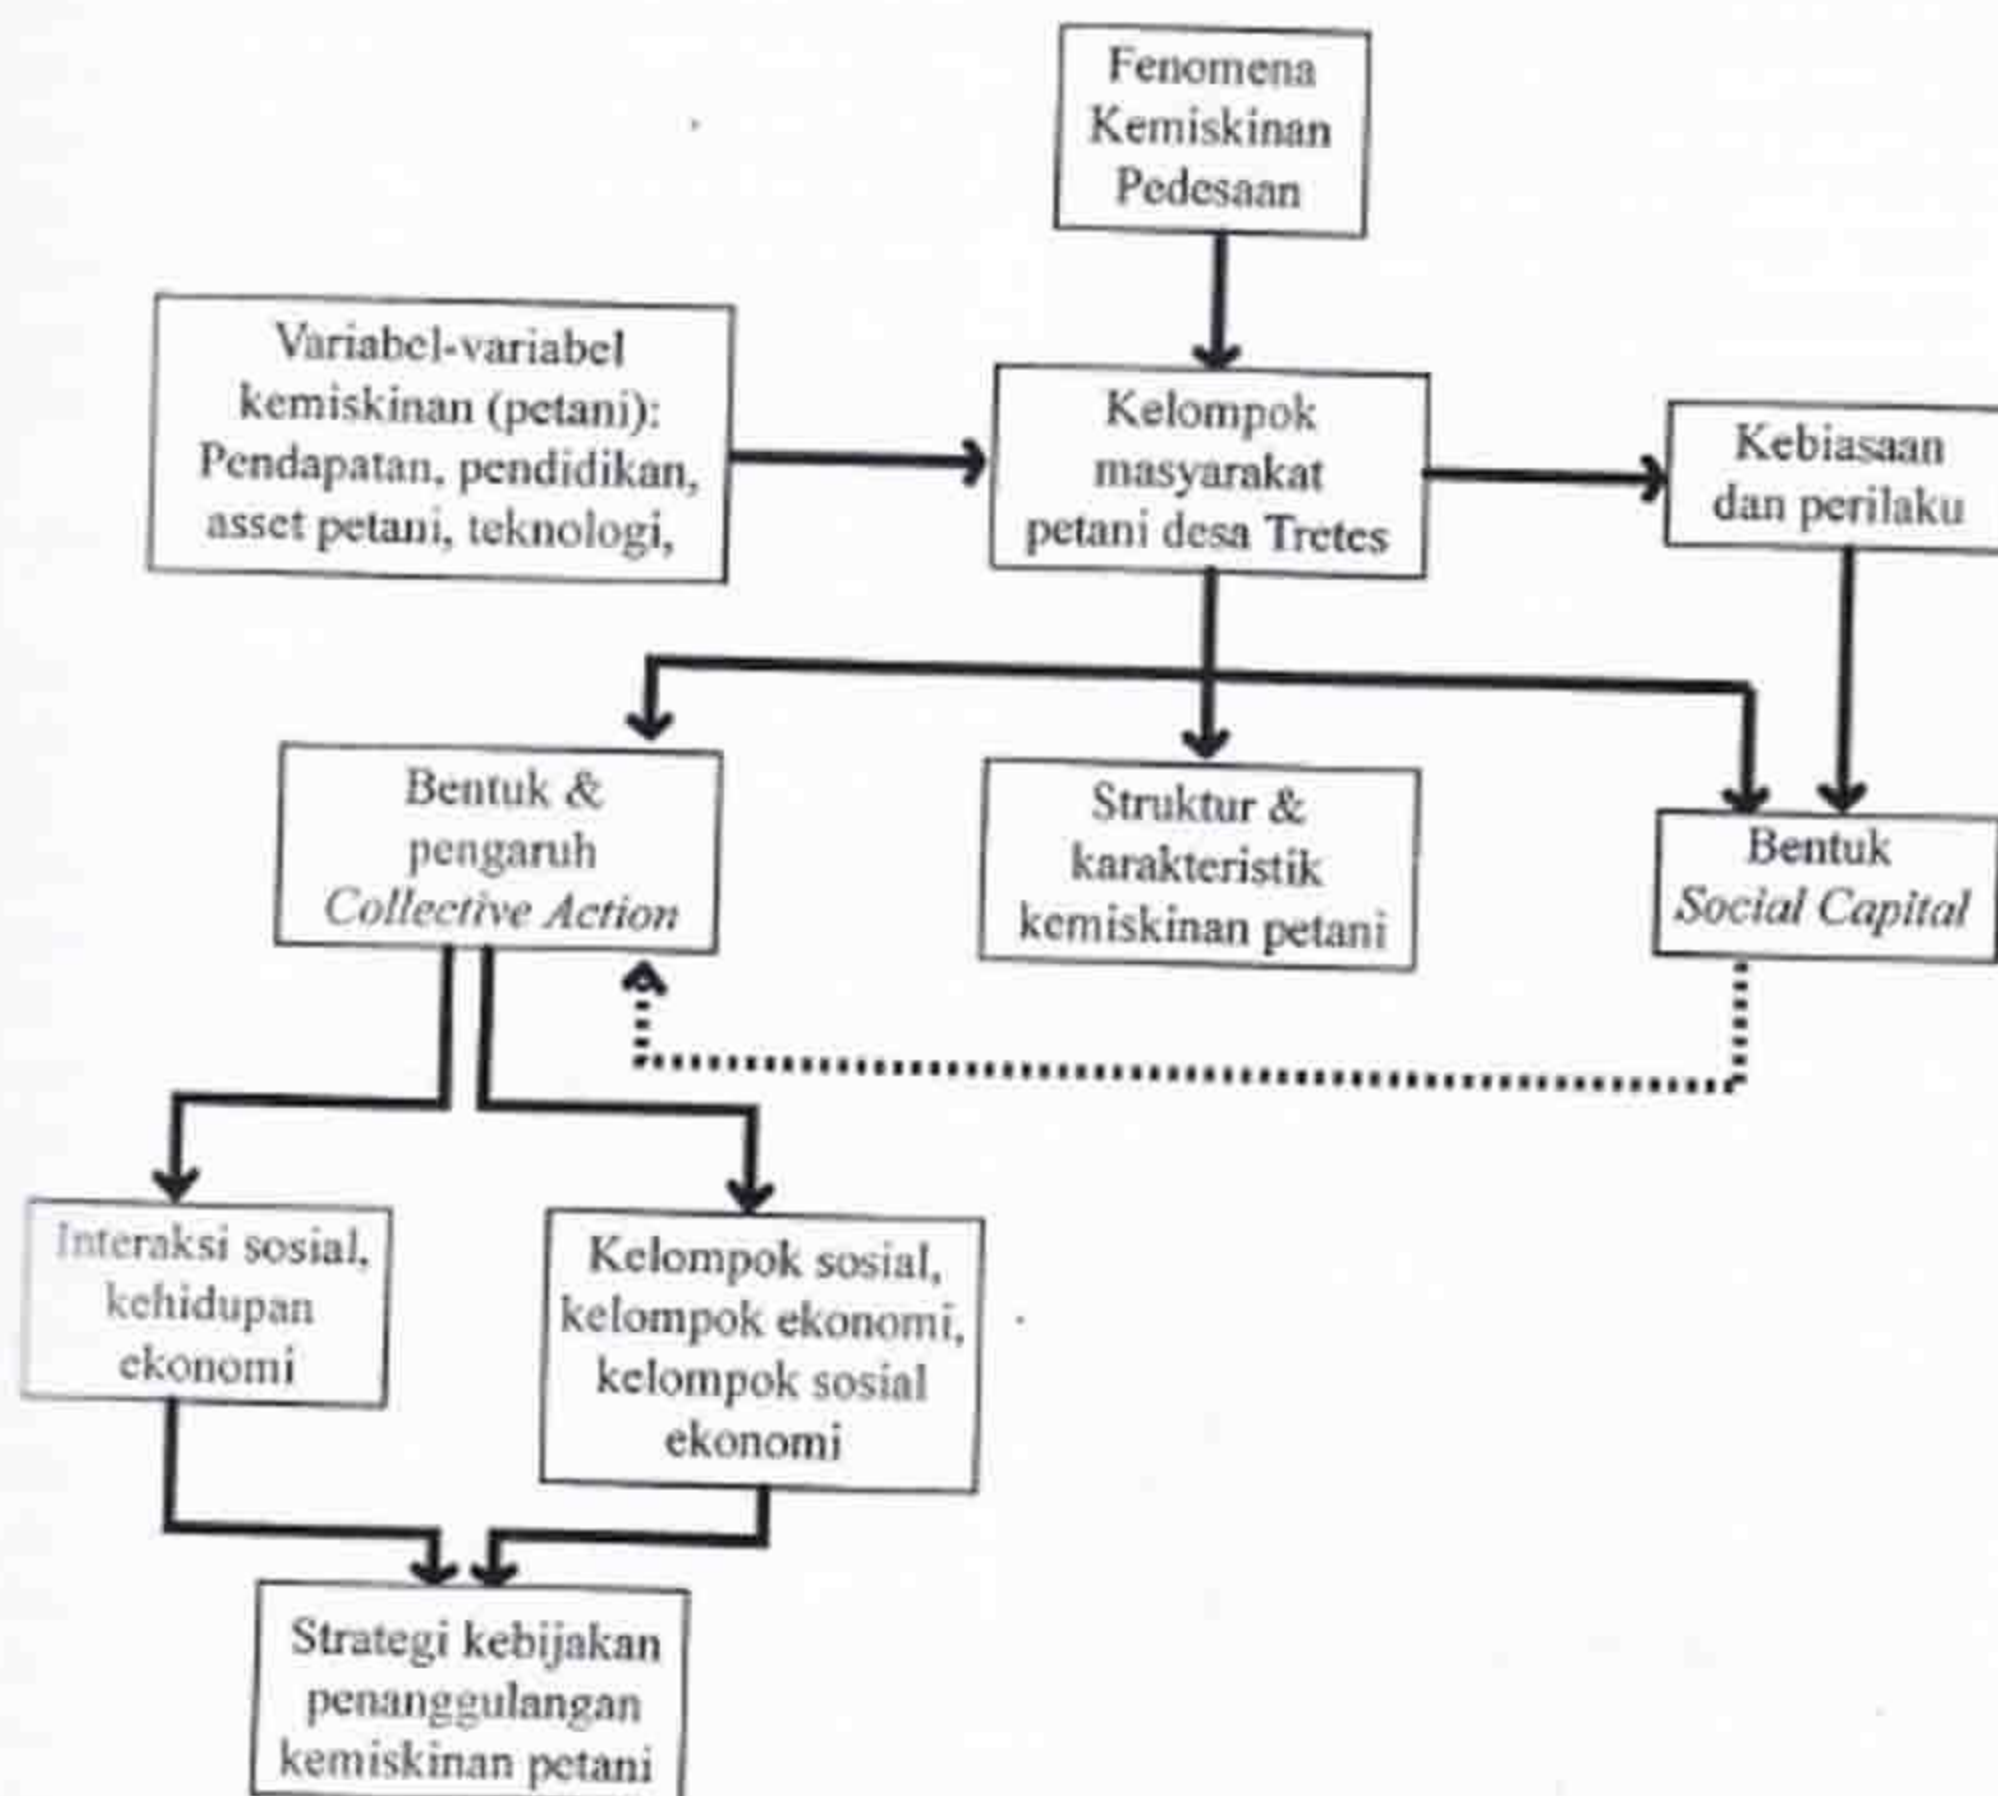 Fenomena
Kemiskinan
Pedesaan
Variabel-variabel
kemiskinan (petani):
Pendapatan, pendidikan,
asset petani, teknologi,
Kelompok
masyarakat
petani desa Tretes
Kebiasaan
dan perilaku
Bentuk &
pengaruh
Collective Action
Struktur &
karakteristik
kemiskinan petani
Bentuk
Social Capital
Interaksi sosial,
kehidupan
ekonomi
Kelompok sosial,
kelompok ekonomi,
kelompok sosial
ekonomi
Strategi kebijakan
penanggulangan
kemiskinan petani